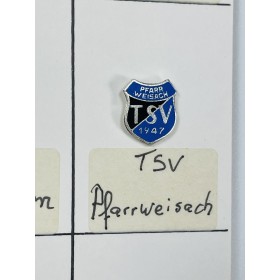 PFARR
WEISACH
TSV
1947
TSV
Pfarrweisach